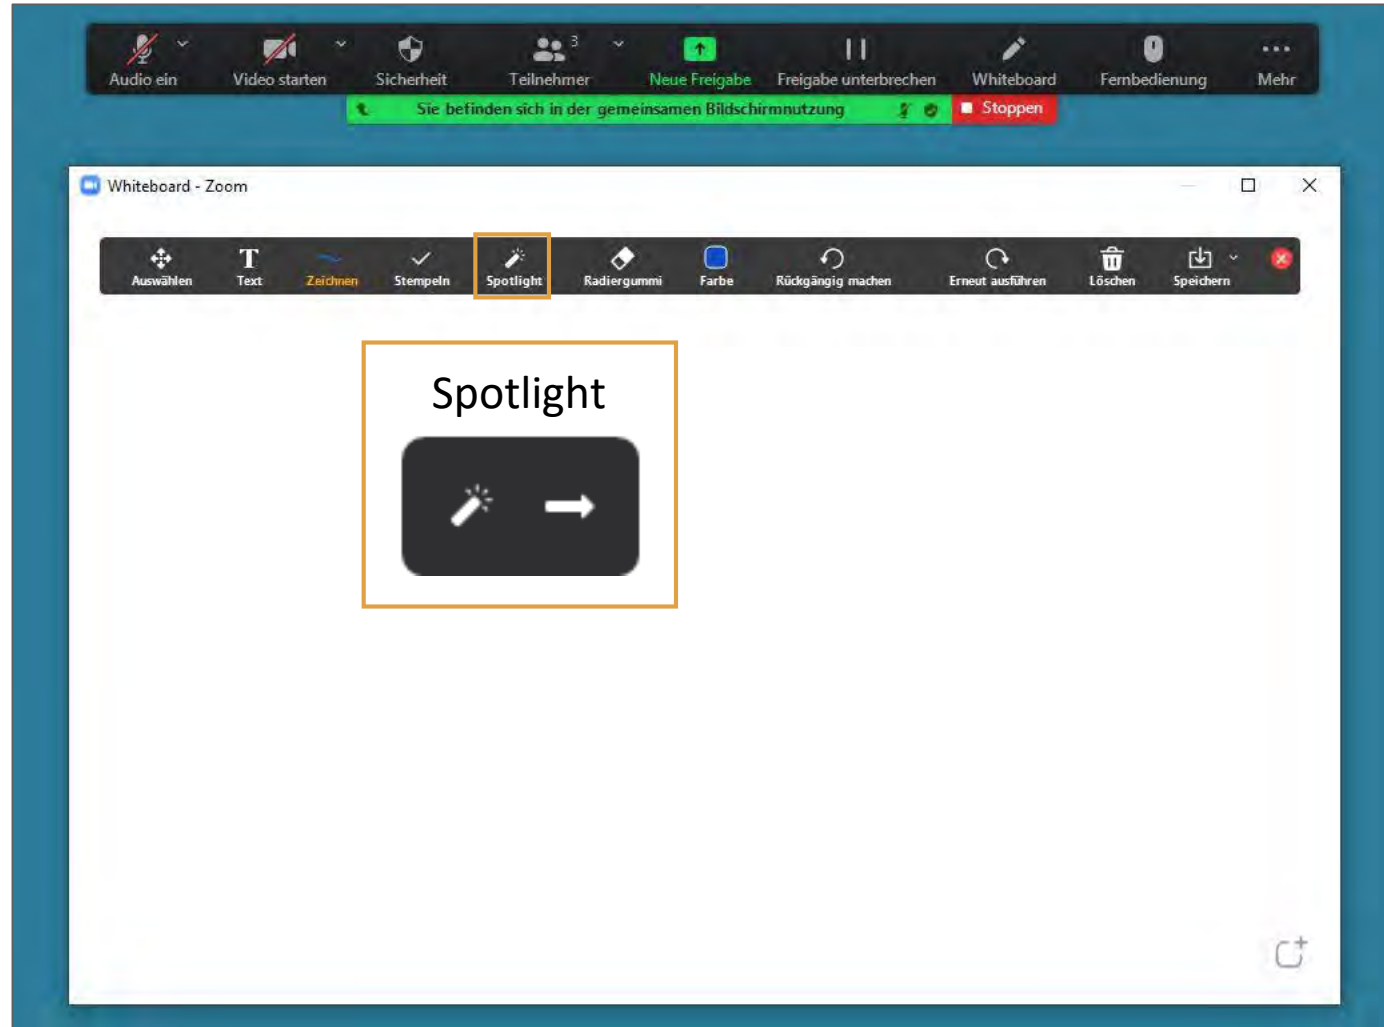 3
Audio ein Video starten Sicherheit Teilnehmer Neue Freigabe Freigabe unterbrechen Whiteboard Fernbedienung Mehr
Sie befinden sich in der gemeinsamen Bildschirmnutzung Stoppen
Whiteboard - Zoom
Auswählen Text Zeichnen Stempeln Spotlight Radiergummi Farbe Rückgängig machen Erneut ausführen Löschen Speichern
Spotlight